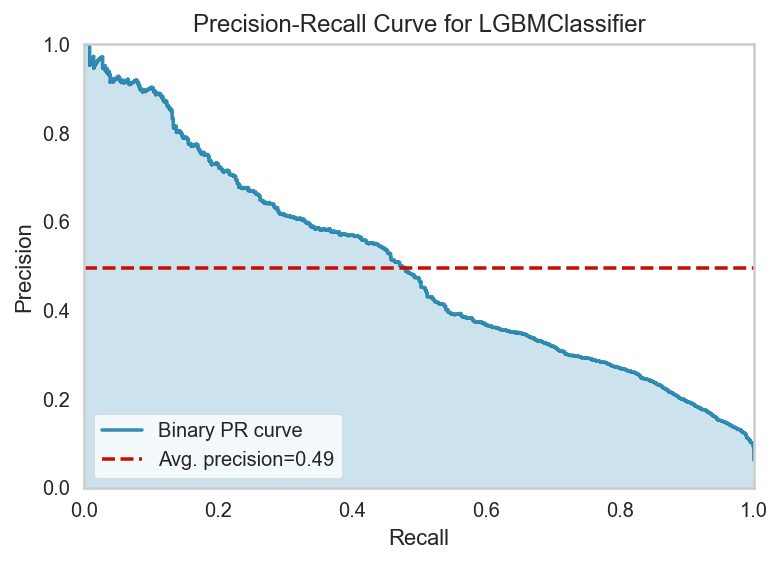 Precision-Recall Curve for LGBMClassifier
1.0
0.8
0.6
0.4
0.2
0.0
Precision
Binary PR curve
Avg. precision=0.49
0.0 0.2 0.4 0.6 0.8 1.0
Recall